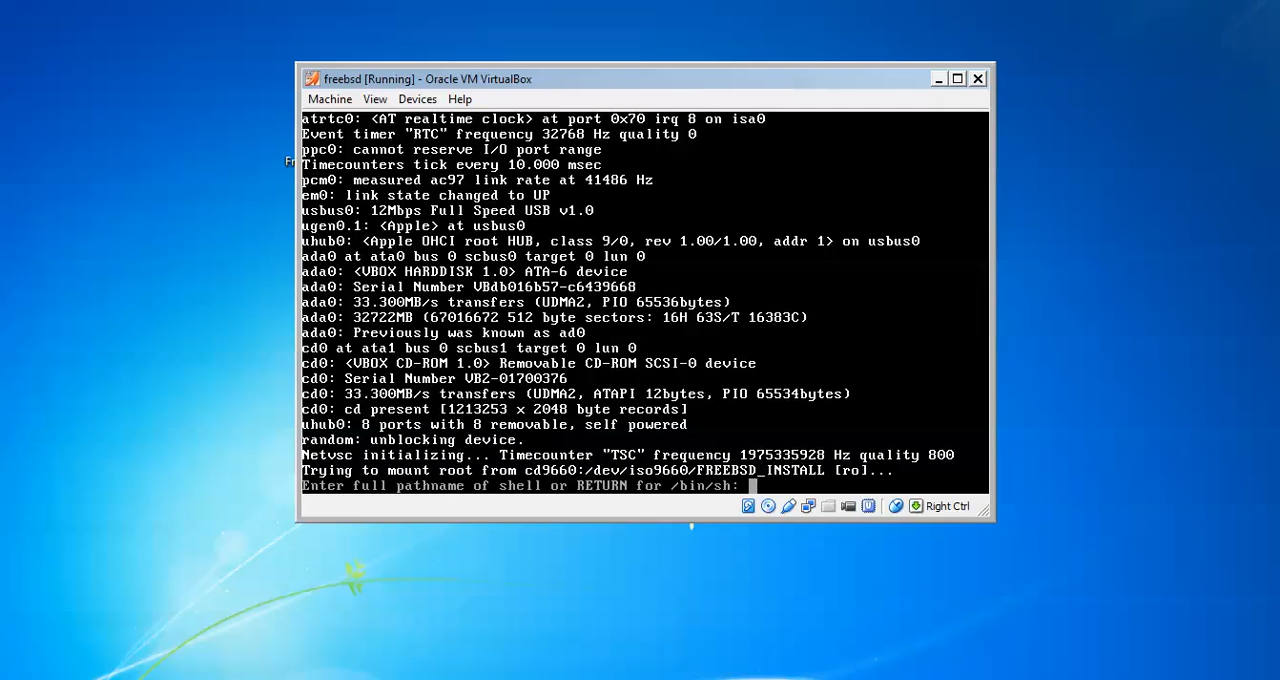 freebsd [Running] - Oracle VM VirtualBox
Machine View Devices Help
atrtc0: <AT realtime clock> at port 0x70 irq 8 on isa0
Event timer "RTC" frequency 32768 Hz quality 0
ppc0: cannot reserve I/O port range
Fr
Timecounters tick every 10.000 msec
pcm0: measured ac97 link rate at 41486 Hz
em0: link state changed to UP
usbus0: 12Mbps Full Speed USB v1.0
ugen0.1: <Apple> at usbus0
uhub0: <Apple OHCI root HUB, class 9/0, rev 1.00/1.00, addr 1> on usbus0
ada0 at ata0 bus 0 scbus0 target 0 lun 0
ada0: <VBOX HARDDISK 1.0> ATA-6 device
ada0: Serial Number VBdb016b57-c6439668
ada0: 33.300MB/s transfers (UDMA2, PIO 65536bytes)
ada0: 32722MB (67016672 512 byte sectors: 16H 63S/T 16383C)
ada0: Previously was known as ad0
cd0 at ata1 bus 0 scbus1 target 0 lun 0
cd0: <VBOX CD-ROM 1.0> Removable CD-ROM SCSI-0 device
cd0: Serial Number VB2-01700376
cd0: 33.300MB/s transfers (UDMA2, ATAPI 12bytes, PIO 65534bytes)
cd0: cd present [1213253 x 2048 byte records]
uhub0: 8 ports with 8 removable, self powered
random: unblocking device.
Netvsc initializing... Timecounter "TSC" frequency 1975335928 Hz quality 800
Trying to mount root from cd9660:/dev/iso9660/FREEBSD_INSTALL [ro]...
Enter full pathname of shell or RETURN for /bin/sh:
Right Ctrl